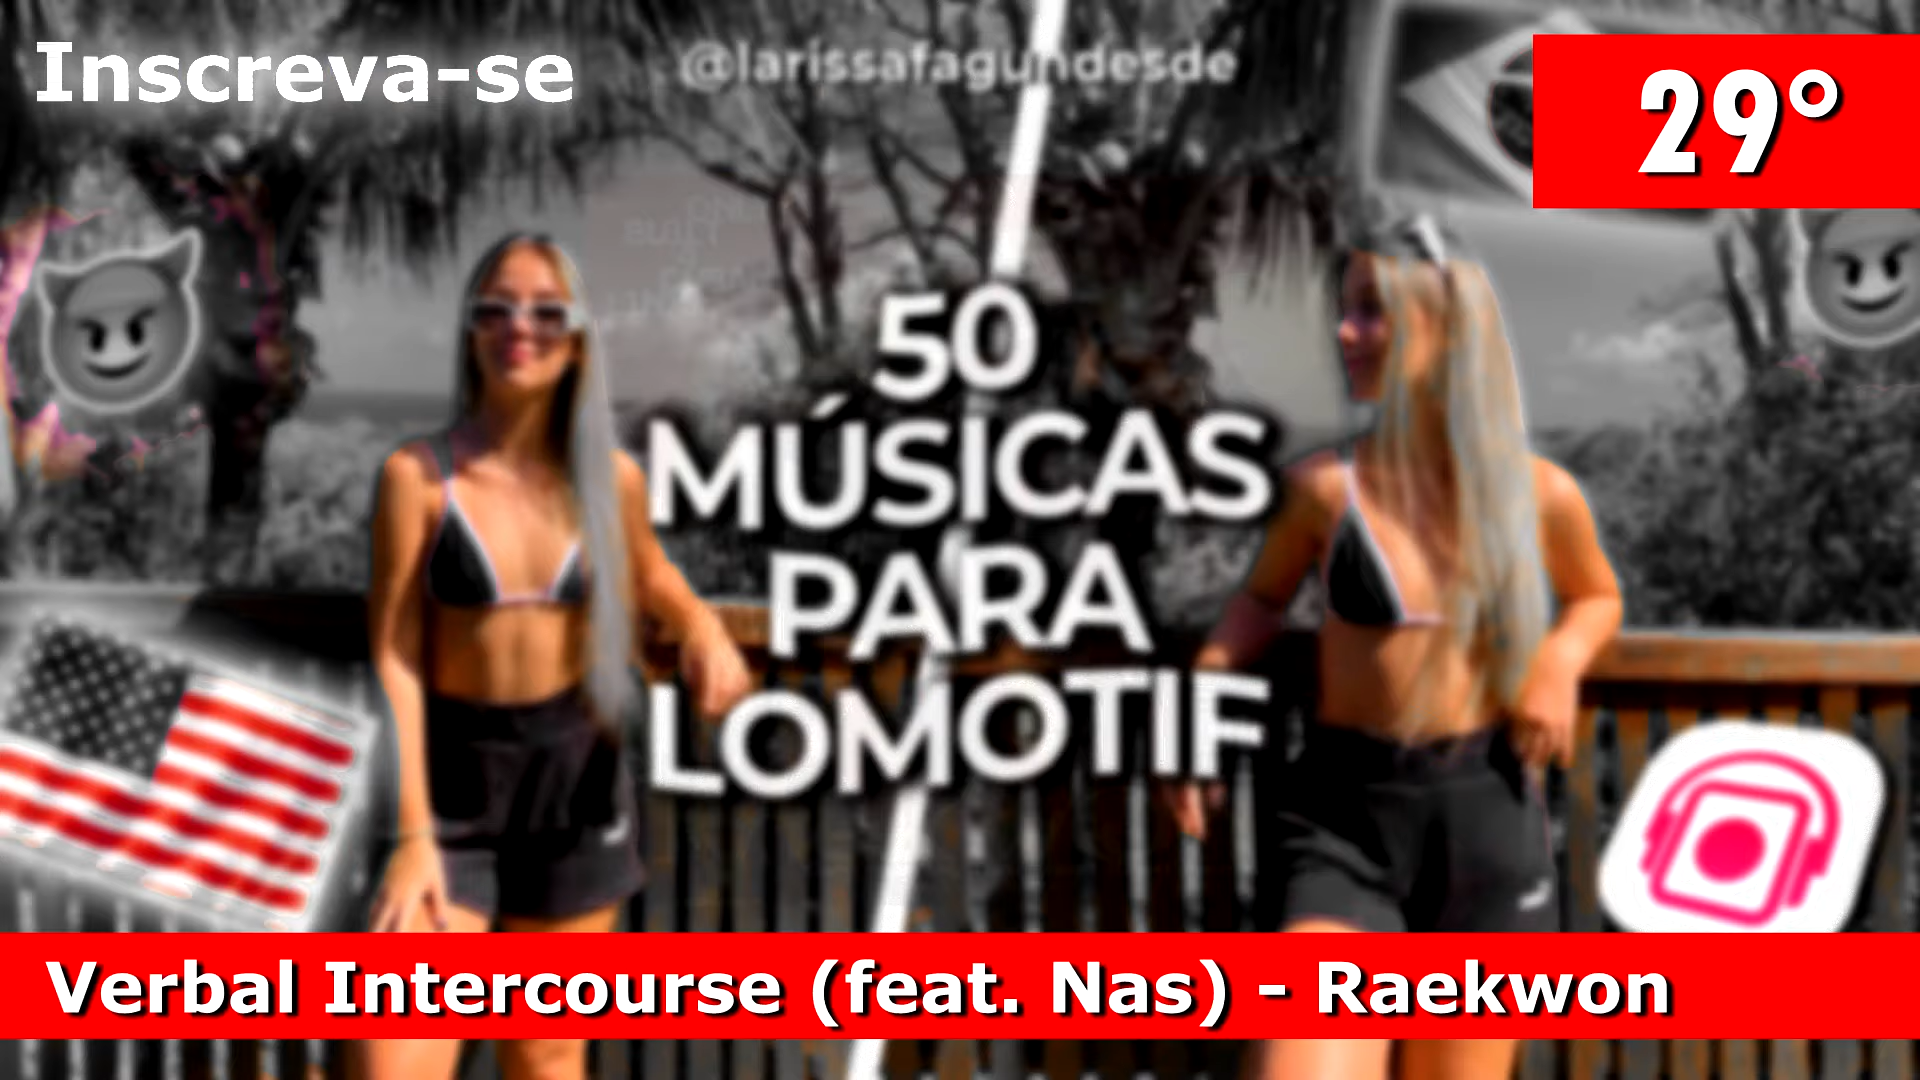 Inscreva-se
@larissafagundesde
29°
50
MÚSICAS
PARA
LOMOTIF
Verbal Intercourse (feat. Nas) - Raekwon